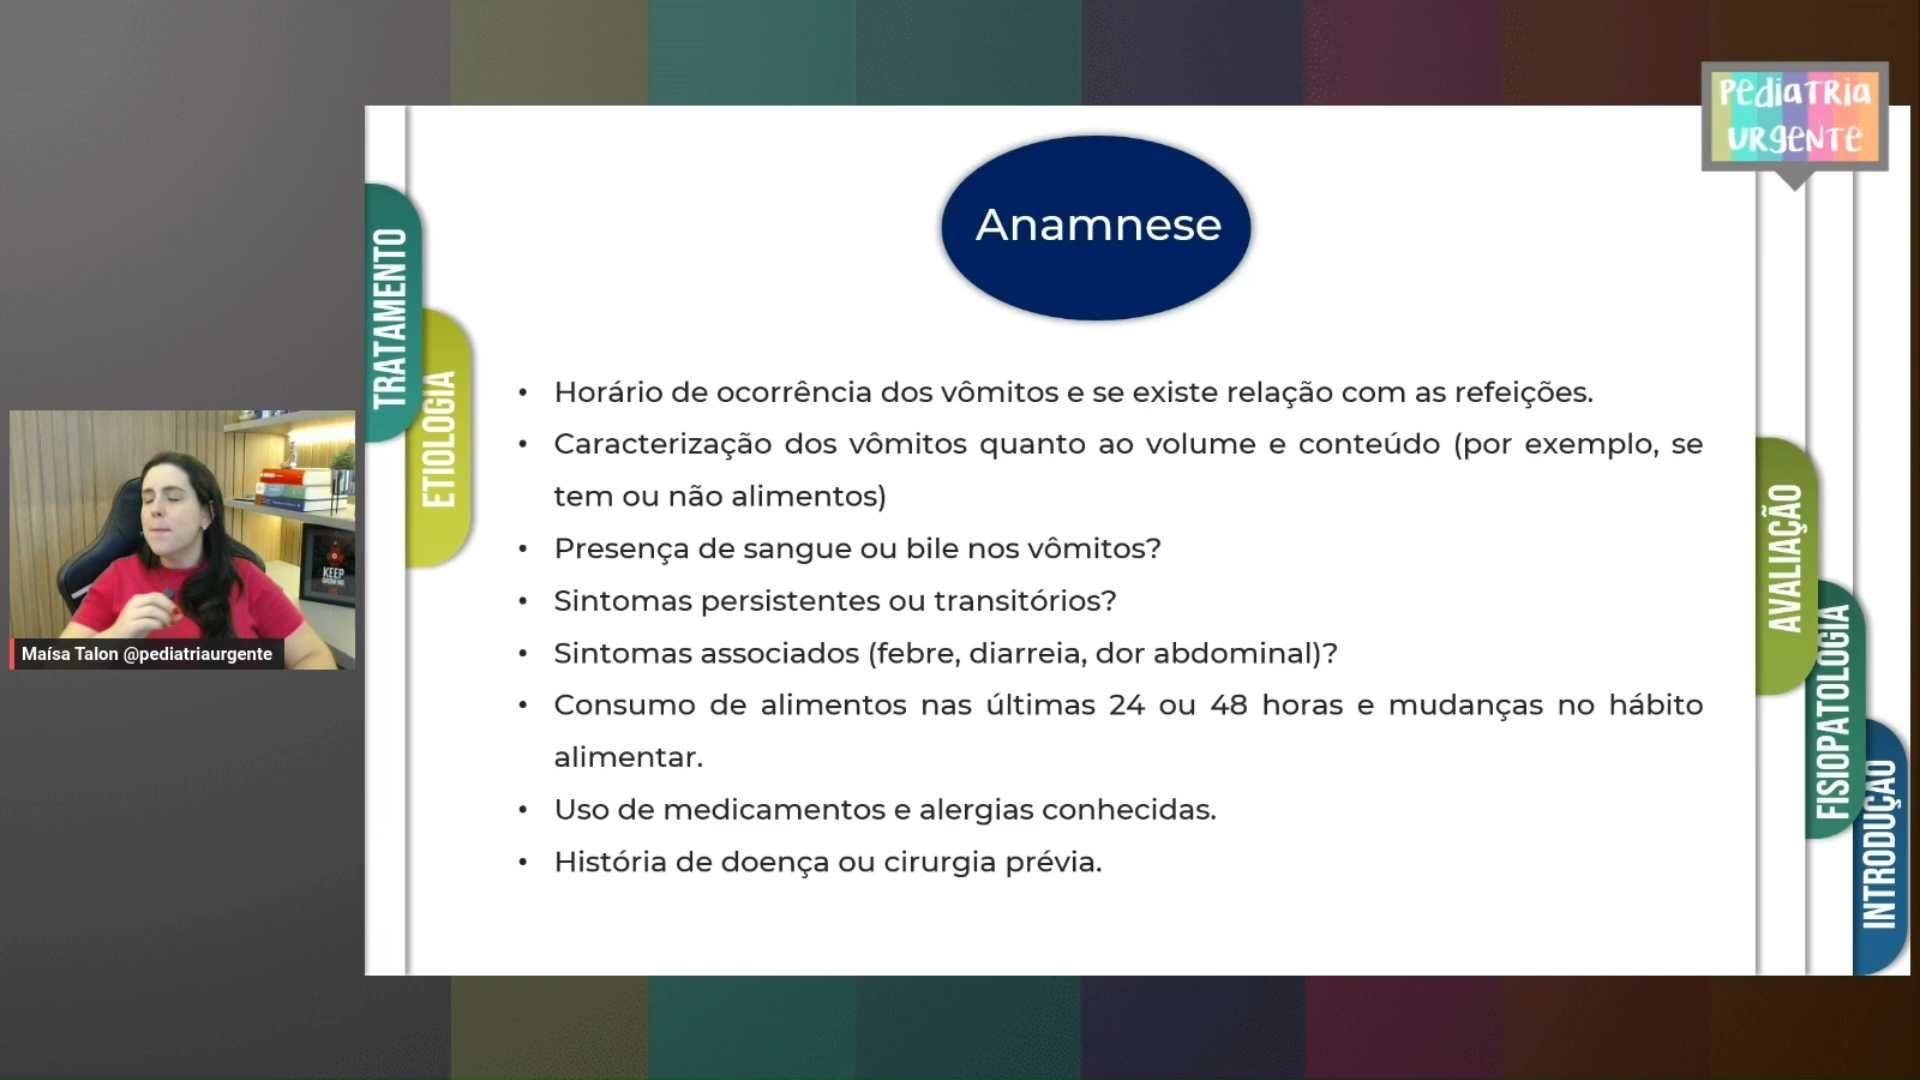 PEDIATRIA
URGENTE
Anamnese
TRATAMENTO
ETIOLOGIA
• Horário de ocorrência dos vômitos e se existe relação com as refeições.
• Caracterização dos vômitos quanto ao volume e conteúdo (por exemplo, se
tem ou não alimentos)
• Presença de sangue ou bile nos vômitos?
• Sintomas persistentes ou transitórios?
• Sintomas associados (febre, diarreia, dor abdominal)?
• Consumo de alimentos nas últimas 24 ou 48 horas e mudanças no hábito
alimentar.
• Uso de medicamentos e alergias conhecidas.
• História de doença ou cirurgia prévia.
AVALIAÇÃO
FISIOPATOLOGIA
INTRODUÇÃO
KEEP
Maísa Talon @pediatriaurgente